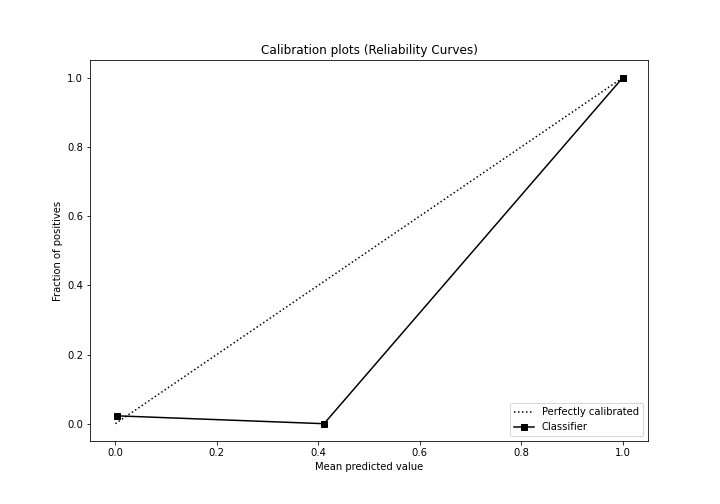 Calibration plots (Reliability Curves)
1.0
0.8
0.6
0.4
0.2
0.0
Fraction of positives
Perfectly calibrated
Classifier
0.0 0.2 0.4 0.6 0.8 1.0
Mean predicted value